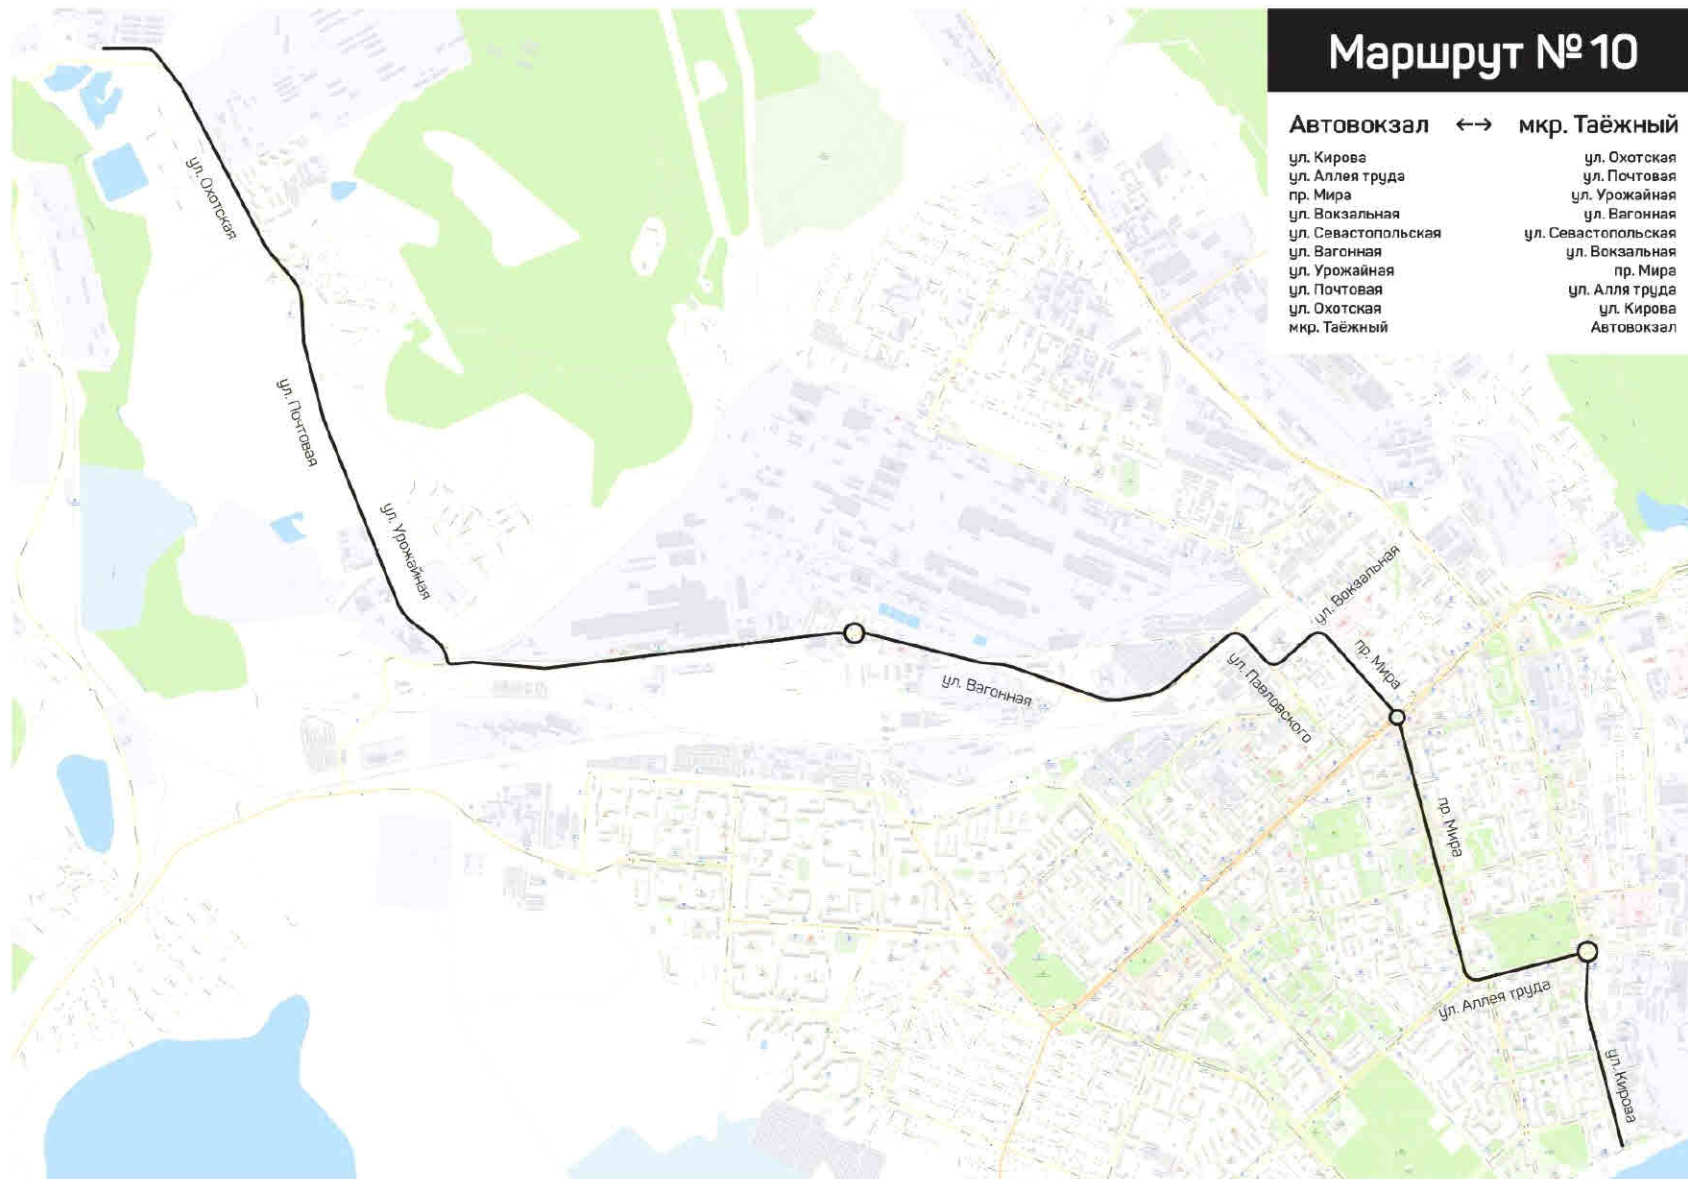 Маршрут № 10
Автовокзал ←→ мкр. Таёжный
ул. Кирова
ул. Аллея труда
пр. Мира
ул. Вокзальная
ул. Севастопольская
ул. Вагонная
ул. Урожайная
ул. Почтовая
ул. Охотская
мкр. Таёжный
ул. Охотская
ул. Почтовая
ул. Урожайная
ул. Вагонная
ул. Севастопольская
ул. Вокзальная
пр. Мира
ул. Алля труда
ул. Кирова
Автовокзал
ул. Охотская
ул. Почтовая
ул. Урожайная
ул. Вагонная
ул. Павловского
ул. Вокзальная
пр. Мира
пр. Мира
ул. Аллея труда
ул. Кирова